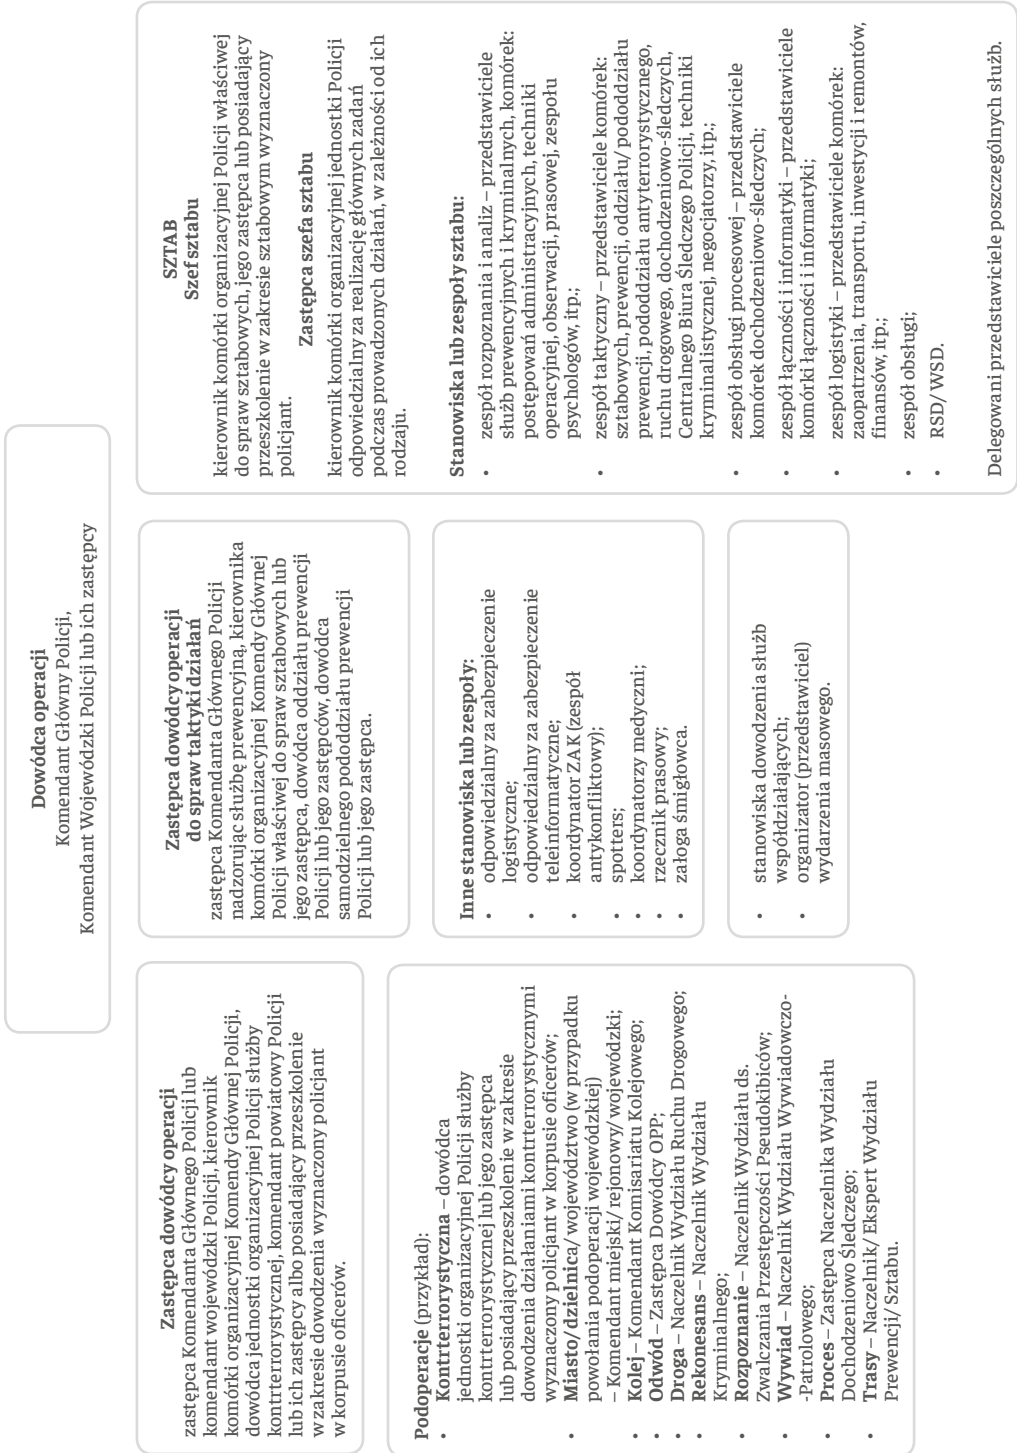 Dowódca operacji
Komendant Główny Policji,
Komendant Wojewódzki Policji lub ich zastępcy
Zastępca dowódcy operacji
zastępca Komendanta Głównego Policji lub
komendant wojewódzki Policji, kierownik
komórki organizacyjnej Komendy Głównej Policji,
dowódca jednostki organizacyjnej Policji służby
kontrterrorystycznej, komendant powiatowy Policji
lub ich zastępcy albo posiadający przeszkolenie
w zakresie dowodzenia wyznaczony policjant
w korpusie oficerów.
Podoperacje (przykład):
• Kontrterrorystyczna – dowódca
jednostki organizacyjnej Policji służby
kontrterrorystycznej lub jego zastępca
lub posiadający przeszkolenie w zakresie
dowodzenia działaniami kontrterrorystycznymi
wyznaczony policjant w korpusie oficerów;
• Miasto/dzielnica/województwo (w przypadku
powołania podoperacji wojewódzkiej)
– Komendant miejski/rejonowy/wojewódzki;
• Kolej – Komendant Komisariatu Kolejowego;
• Odwód – Zastępca Dowódcy OPP;
• Droga – Naczelnik Wydziału Ruchu Drogowego;
• Rekonesans – Naczelnik Wydziału
Kryminalnego;
• Rozpoznanie – Naczelnik Wydziału ds.
Zwalczania Przestępczości Pseudokibiców;
• Wywiad – Naczelnik Wydziału Wywiadowczo-
-Patrolowego;
• Proces – Zastępca Naczelnika Wydziału
Dochodzeniowo Śledczego;
• Trasy – Naczelnik/ Ekspert Wydziału
Prewencji/ Sztabu.
Zastępca dowódcy operacji
do spraw taktyki działań
zastępca Komendanta Głównego Policji
nadzorując służbę prewencyjną, kierownika
komórki organizacyjnej Komendy Głównej
Policji właściwej do spraw sztabowych lub
jego zastępca, dowódca oddziału prewencji
Policji lub jego zastępców, dowódca
samodzielnego pododdziału prewencji
Policji lub jego zastępca.
Inne stanowiska lub zespoły:
• odpowiedzialny za zabezpieczenie
logistyczne;
• odpowiedzialny za zabezpieczenie
teleinformatyczne;
• koordynator ZAK (zespół
antykonfliktowy);
• spotters;
• koordynatorzy medyczni;
• rzecznik prasowy;
• załoga śmigłowca.
• stanowiska dowodzenia służb
współdziałających;
• organizator (przedstawiciel)
wydarzenia masowego.
SZTAB
Szef sztabu
kierownik komórki organizacyjnej Policji właściwej
do spraw sztabowych, jego zastępca lub posiadający
przeszkolenie w zakresie sztabowym wyznaczony
policjant.
Zastępca szefa sztabu
kierownik komórki organizacyjnej jednostki Policji
odpowiedzialny za realizację głównych zadań
podczas prowadzonych działań, w zależności od ich
rodzaju.
Stanowiska lub zespoły sztabu:
• zespół rozpoznania i analiz – przedstawiciele
służb prewencyjnych i kryminalnych, komórek:
postępowań administracyjnych, techniki
operacyjnej, obserwacji, prasowej, zespołu
psychologów, itp.;
• zespół taktyczny – przedstawiciele komórek:
sztabowych, prewencji, oddziału/ pododdziału
prewencji, pododdziału antyterrorystycznego,
ruchu drogowego, dochodzeniowo-śledczych,
Centralnego Biura Śledczego Policji, techniki
kryminalistycznej, negocjatorzy, itp.;
• zespół obsługi procesowej – przedstawiciele
komórek dochodzeniowo-śledczych;
• zespół łączności i informatyki – przedstawiciele
komórki łączności i informatyki;
• zespół logistyki – przedstawiciele komórek:
zaopatrzenia, transportu, inwestycji i remontów,
finansów, itp.;
• zespół obsługi;
• RSD/ WSD.
Delegowami przedstawiciele poszczególnych służb.